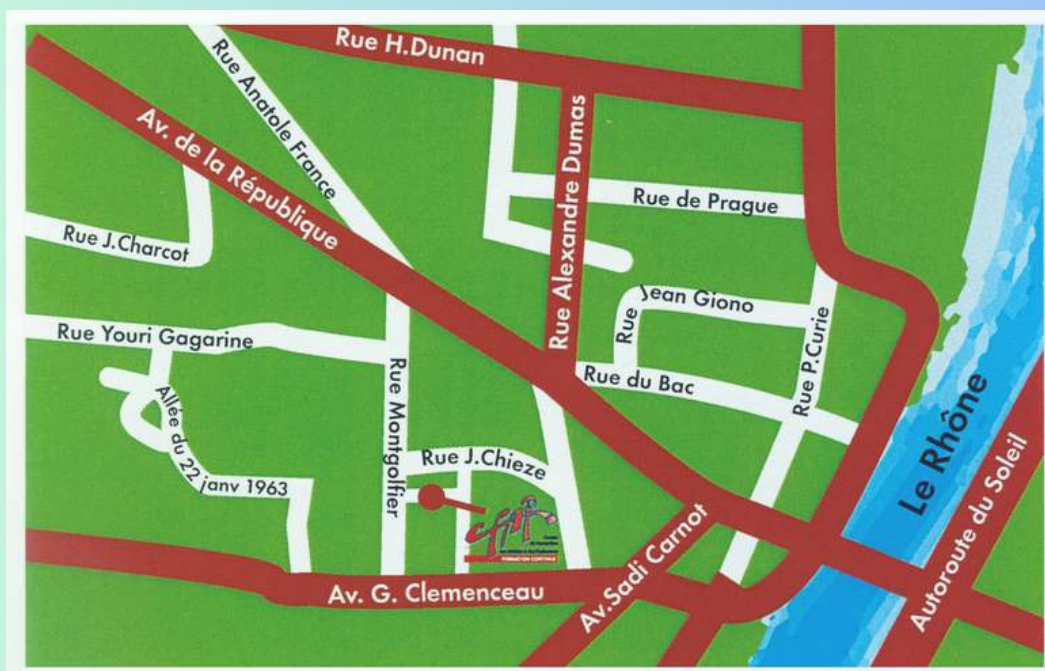 Rue H.Dunan
Rue Anatole France
Av. de la République
Rue Alexandre Dumas
Rue de Prague
Rue J.Charcot
Rue Jean Giono
Rue Youri Gagarine
Rue P.Curie
Rue du Bac
Le Rhône
Allée du 22 janv 1963
Rue Montgolfier
Rue J.Chieze
Autoroute du Soleil
Av.Sadi Carnot
Av. G. Clemenceau
FORMATION CONTINUE